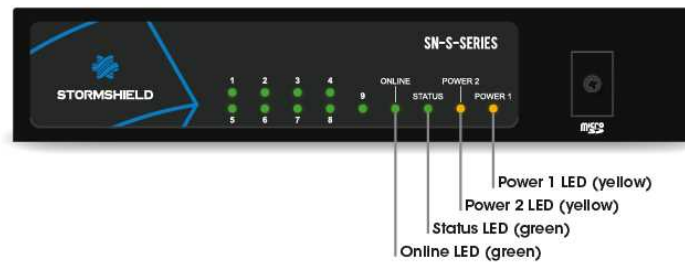 SN-S-SERIES
STORMSHIELD
1 2 3 4
5 6 7 8
9
ONLINE
STATUS
POWER 2
POWER 1
micro
Power 1 LED (yellow)
Power 2 LED (yellow)
Status LED (green)
Online LED (green)